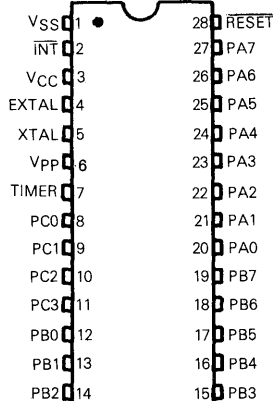 VSS 1 28 RESET
INT 2 27 PA7
VCC 3 26 PA6
EXTAL 4 25 PA5
XTAL 5 24 PA4
VPP 6 23 PA3
TIMER 7 22 PA2
PC0 8 21 PA1
PC1 9 20 PA0
PC2 10 19 PB7
PC3 11 18 PB6
PB0 12 17 PB5
PB1 13 16 PB4
PB2 14 15 PB3